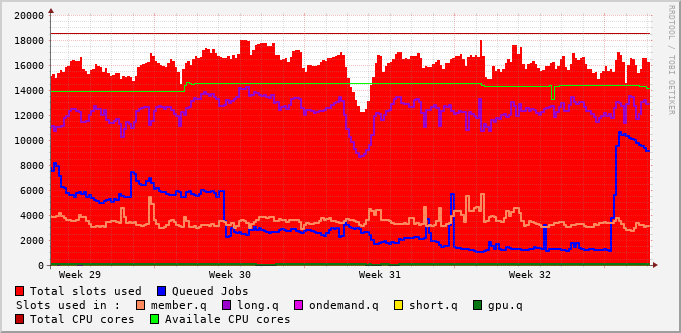 20000
18000
16000
14000
12000
10000
8000
6000
4000
2000
0
Week 29 Week 30 Week 31 Week 32
Total slots used Queued Jobs
Slots used in : member.q long.q ondemand.q short.q gpu.q
Total CPU cores Availale CPU cores
RRDTOOL / TOBI OETIKER